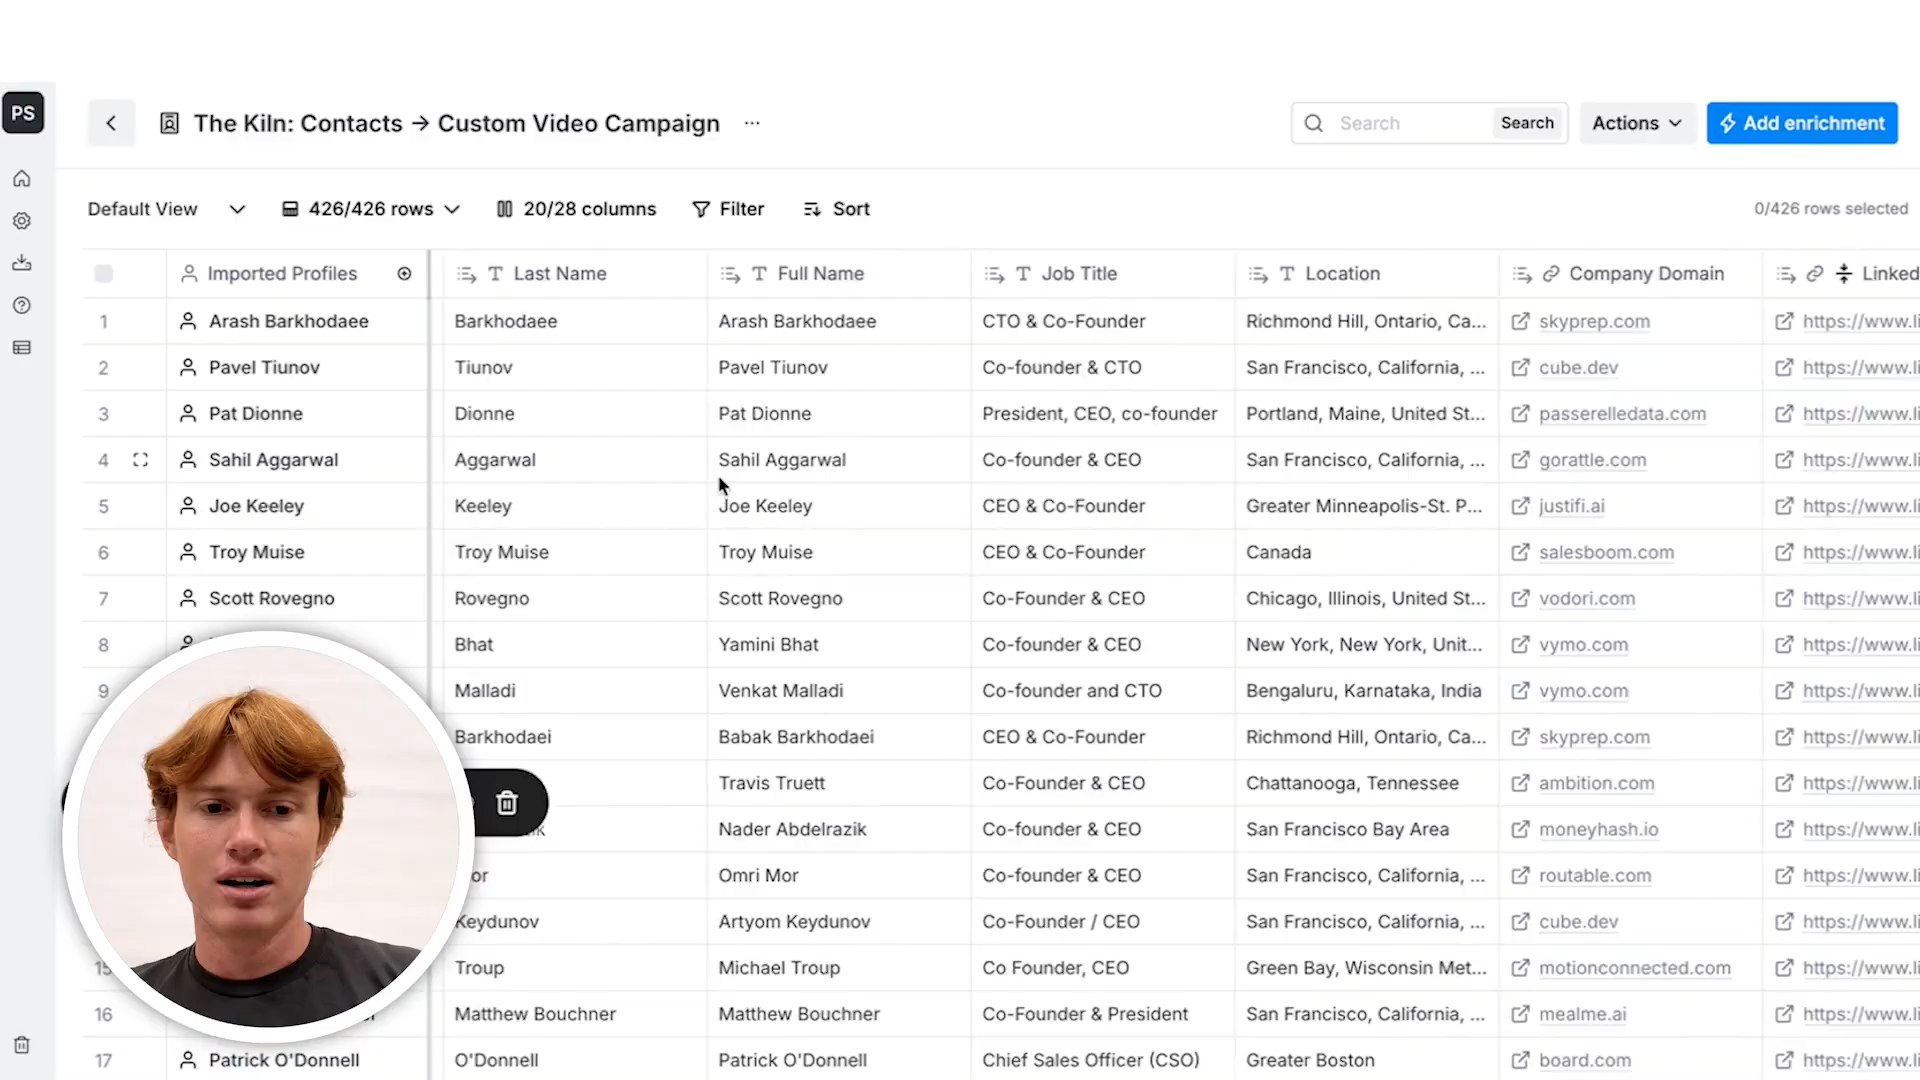 PS
The Kiln: Contacts → Custom Video Campaign ...
Search Search Actions Add enrichment
Default View 426/426 rows 20/28 columns Filter Sort 0/426 rows selected
Imported Profiles Last Name Full Name Job Title Location Company Domain Linked
1 Arash Barkhodaee Barkhodaee Arash Barkhodaee CTO & Co-Founder Richmond Hill, Ontario, Ca... skyprep.com https://www.li
2 Pavel Tiunov Tiunov Pavel Tiunov Co-founder & CTO San Francisco, California, ... cube.dev https://www.li
3 Pat Dionne Dionne Pat Dionne President, CEO, co-founder Portland, Maine, United St... passerelledata.com https://www.li
4 Sahil Aggarwal Aggarwal Sahil Aggarwal Co-founder & CEO San Francisco, California, ... gorattle.com https://www.li
5 Joe Keeley Keeley Joe Keeley CEO & Co-Founder Greater Minneapolis-St. P... justifi.ai https://www.li
6 Troy Muise Troy Muise Troy Muise CEO & Co-Founder Canada salesboom.com https://www.li
7 Scott Rovegno Rovegno Scott Rovegno Co-Founder & CEO Chicago, Illinois, United St... vodori.com https://www.li
8 Bhat Yamini Bhat Co-founder & CEO New York, New York, Unit... vymo.com https://www.li
9 Malladi Venkat Malladi Co-founder and CTO Bengaluru, Karnataka, India vymo.com https://www.li
Barkhodaei Babak Barkhodaei CEO & Co-Founder Richmond Hill, Ontario, Ca... skyprep.com https://www.li
Travis Truett Co-Founder & CEO Chattanooga, Tennessee ambition.com https://www.li
Nader Abdelrazik Co-founder & CEO San Francisco Bay Area moneyhash.io https://www.li
or Omri Mor Co-founder & CEO San Francisco, California, ... routable.com https://www.li
Keydunov Artyom Keydunov Co-Founder / CEO San Francisco, California, ... cube.dev https://www.li
15 Troup Michael Troup Co Founder, CEO Green Bay, Wisconsin Met... motionconnected.com https://www.li
16 Matthew Bouchner Matthew Bouchner Co-Founder & President San Francisco, California, ... mealme.ai https://www.li
17 Patrick O'Donnell O'Donnell Patrick O'Donnell Chief Sales Officer (CSO) Greater Boston board.com https://www.li